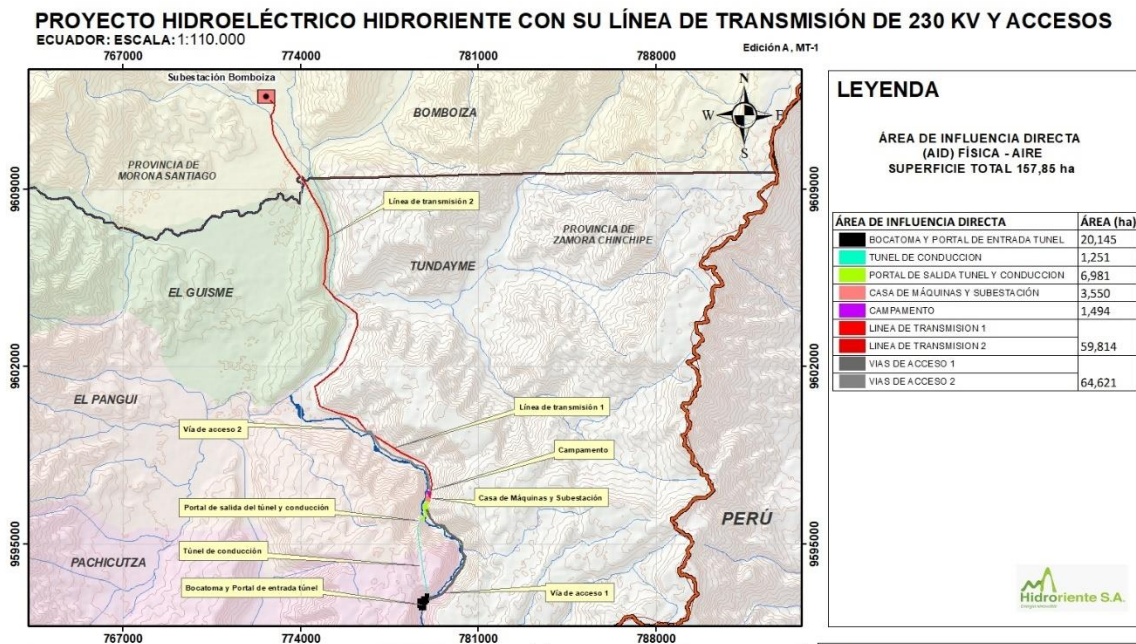 PROYECTO HIDROELÉCTRICO HIDRORIENTE CON SU LÍNEA DE TRANSMISIÓN DE 230 KV Y ACCESOS
ECUADOR: ESCALA: 1:110.000
Edición A, MT-1
767000 774000 781000 788000
Subestación Bomboiza
BOMBOIZA
N
W E
S
PROVINCIA DE
MORONA SANTIAGO
9609000 9609000
Línea de transmisión 2
PROVINCIA DE
ZAMORA CHINCHIPE
TUNDAYME
EL GUISME
9602000 9602000
EL PANGUI
Línea de transmisión 1
Vía de acceso 2
Campamento
Casa de Máquinas y Subestación
Portal de salida del túnel y conducción
PERÚ
9595000 9595000
Túnel de conducción
PACHICUTZA
Bocatoma y Portal de entrada túnel
Vía de acceso 1
767000 774000 781000 788000
LEYENDA
ÁREA DE INFLUENCIA DIRECTA
(AID) FÍSICA - AIRE
SUPERFICIE TOTAL 157,85 ha
ÁREA DE INFLUENCIA DIRECTA ÁREA (ha)
BOCATOMA Y PORTAL DE ENTRADA TUNEL 20,145
TUNEL DE CONDUCCION 1,251
PORTAL DE SALIDA TUNEL Y CONDUCCION 6,981
CASA DE MÁQUINAS Y SUBESTACIÓN 3,550
CAMPAMENTO 1,494
LINEA DE TRANSMISION 1
LINEA DE TRANSMISION 2 59,814
VIAS DE ACCESO 1
VIAS DE ACCESO 2 64,621
Hidroriente S.A.